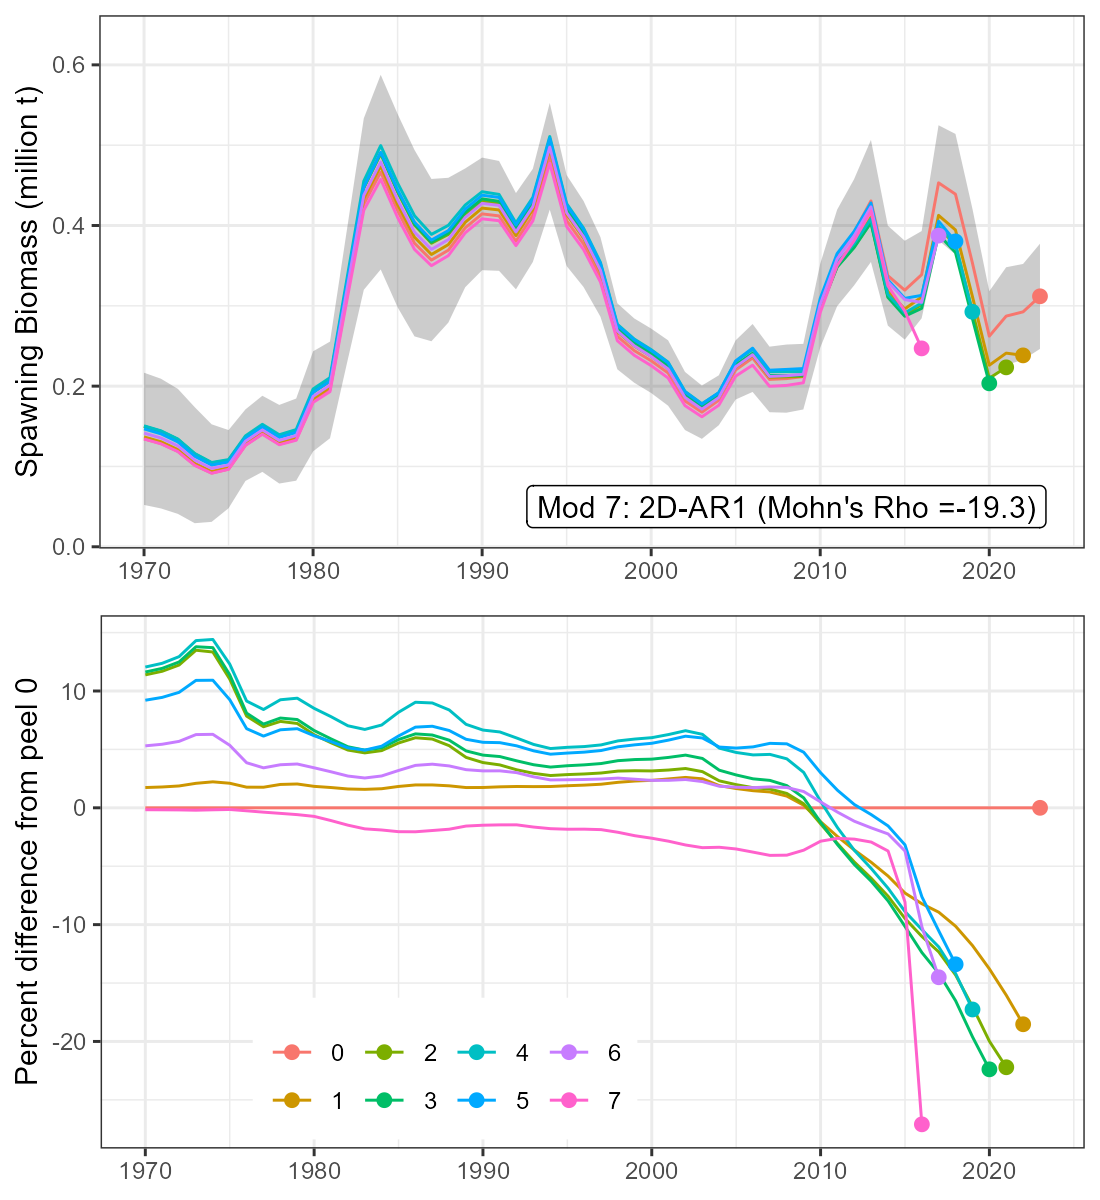 Spawning Biomass (million t)
0.6
0.4
0.2
0.0
Mod 7: 2D-AR1 (Mohn's Rho =-19.3)
1970 1980 1990 2000 2010 2020
Percent difference from peel 0
10
0
-10
-20
0 2 4 6
1 3 5 7
1970 1980 1990 2000 2010 2020